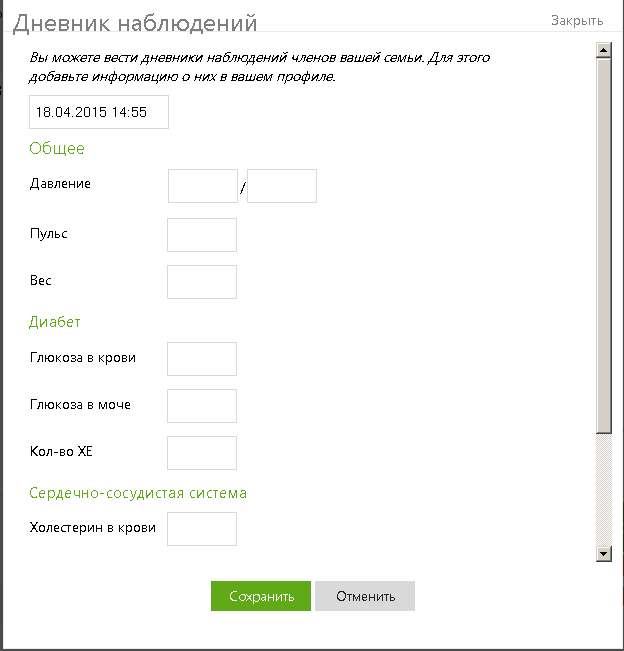 Дневник наблюдений
Закрыть
Вы можете вести дневники наблюдений членов вашей семьи. Для этого
добавьте информацию о них в вашем профиле.
18.04.2015 14:55
Общее
Давление /
Пульс
Вес
Диабет
Глюкоза в крови
Глюкоза в моче
Кол-во ХЕ
Сердечно-сосудистая система
Холестерин в крови
Сохранить
Отменить